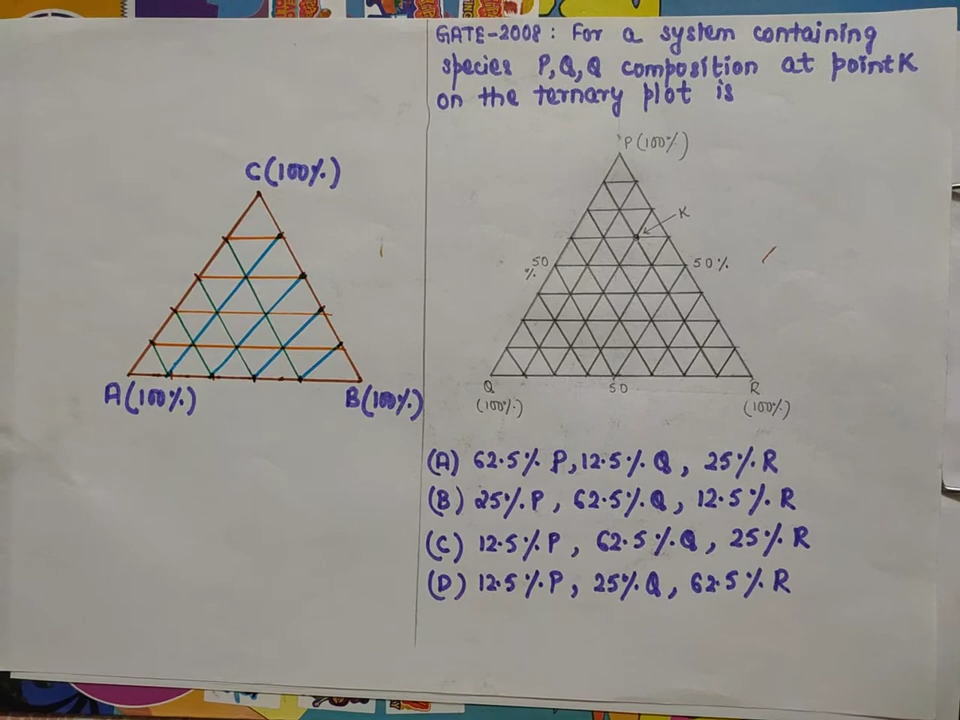 GATE-2008: For a system containing
species P,Q,Q composition at point K
on the ternary plot is
C(100%)
A(100%)
B(100%)
P(100%)
K
50
%
50%
Q
(100%)
50
R
(100%)
(A) 62.5% P, 12.5% Q, 25% R
(B) 25% P, 62.5% Q, 12.5% R
(C) 12.5% P, 62.5% Q, 25% R
(D) 12.5% P, 25% Q, 62.5% R